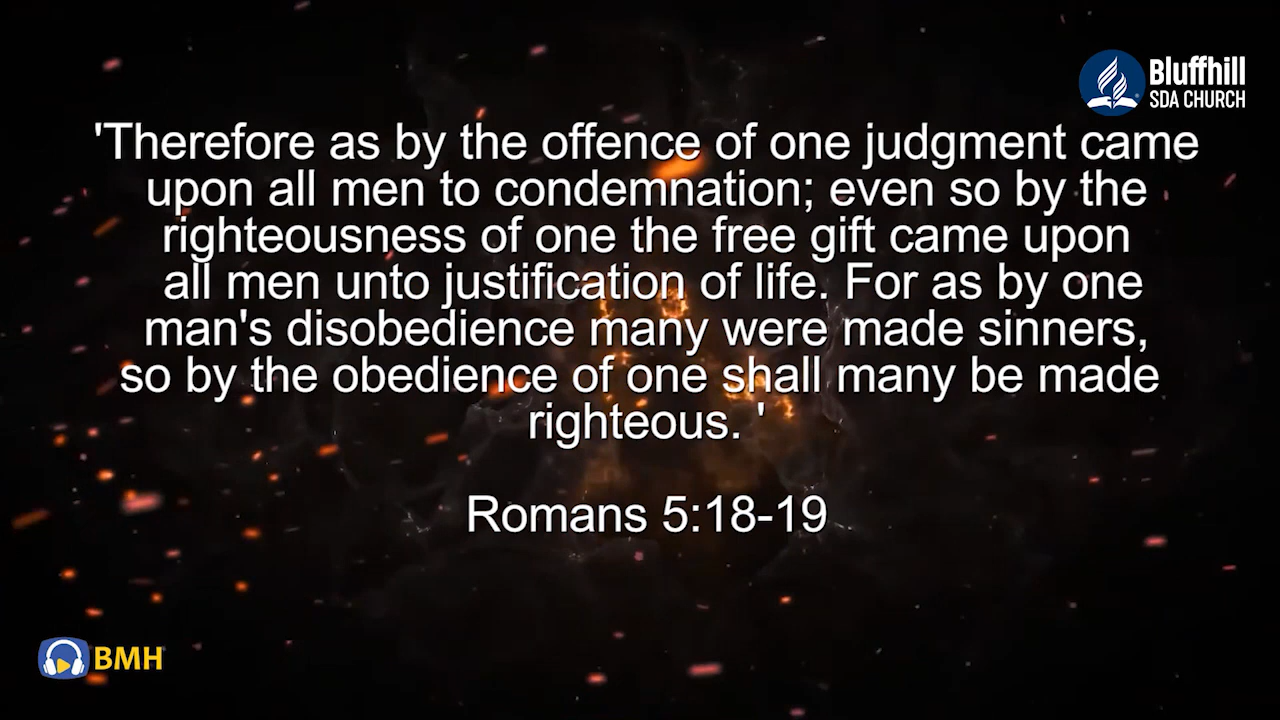 Bluffhill
SDA CHURCH
'Therefore as by the offence of one judgment came
upon all men to condemnation; even so by the
righteousness of one the free gift came upon
all men unto justification of life. For as by one
man's disobedience many were made sinners,
so by the obedience of one shall many be made
righteous. '
Romans 5:18-19
BMH